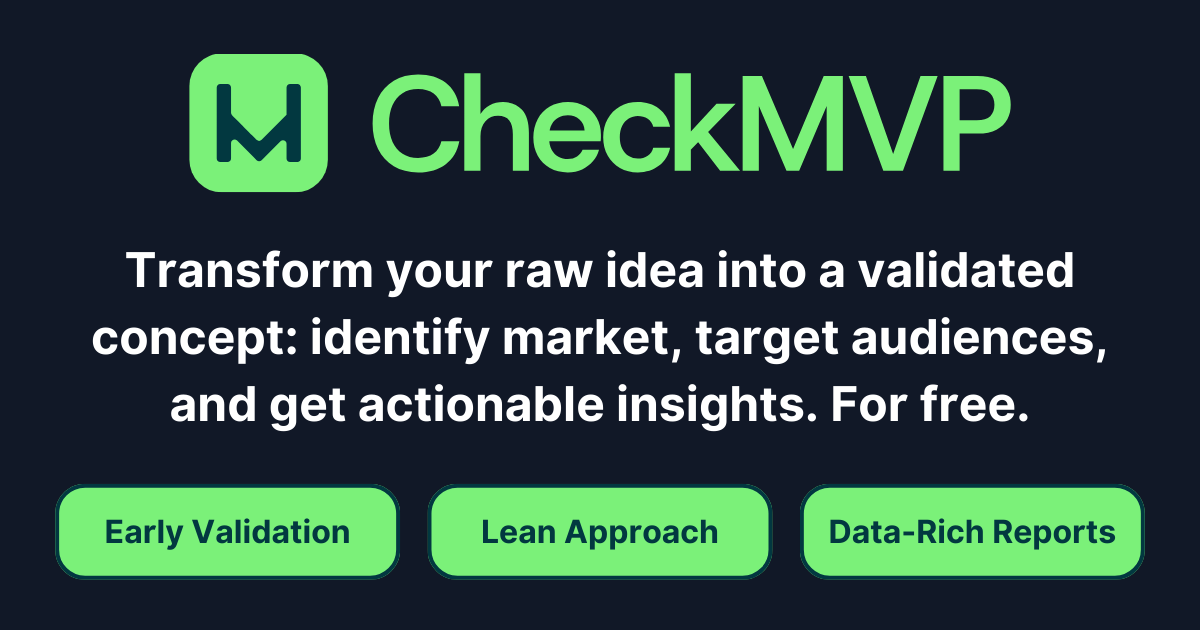 CheckMVP
Transform your raw idea into a validated
concept: identify market, target audiences,
and get actionable insights. For free.
Early Validation
Lean Approach
Data-Rich Reports